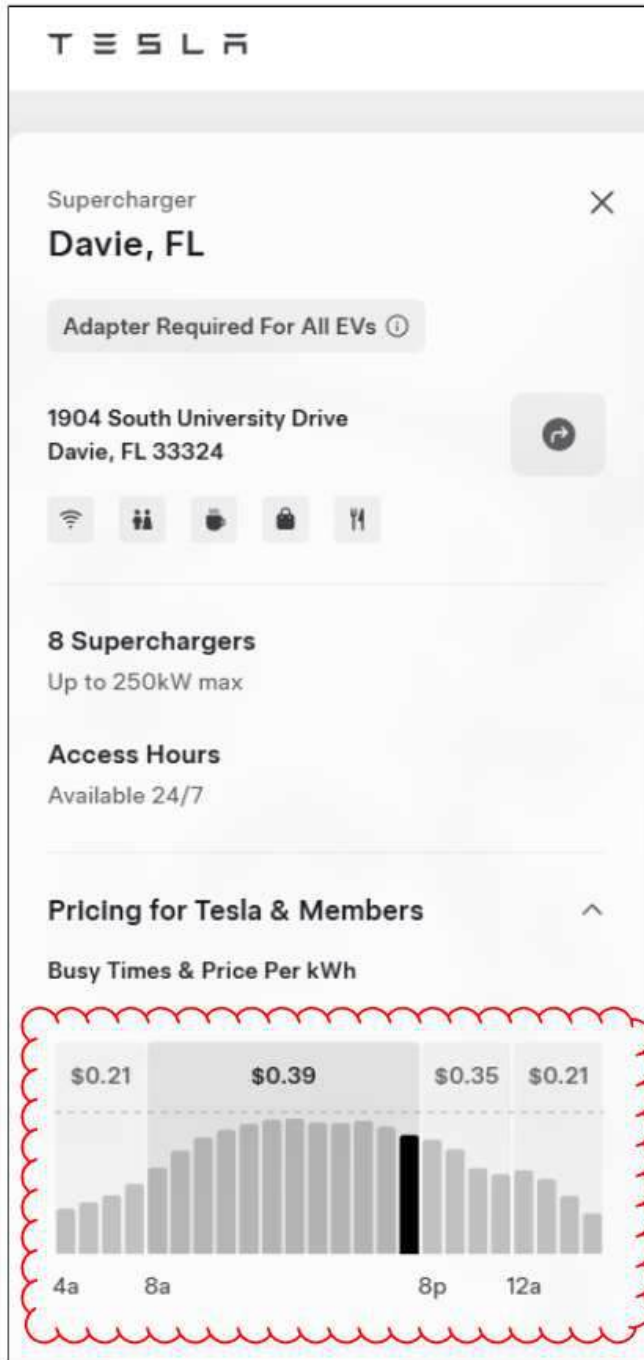 TESLA
Supercharger
Davie, FL
Adapter Required For All EVs
1904 South University Drive
Davie, FL 33324
8 Superchargers
Up to 250kW max
Access Hours
Available 24/7
Pricing for Tesla & Members
Busy Times & Price Per kWh
$0.21 $0.39 $0.35 $0.21
4a 8a 8p 12a